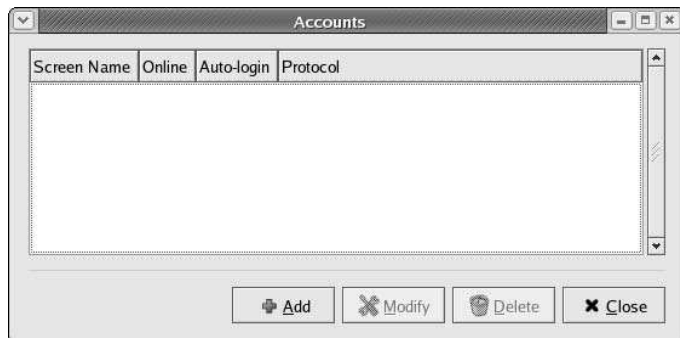 Accounts
Screen Name Online Auto-login Protocol
Add Modify Delete Close